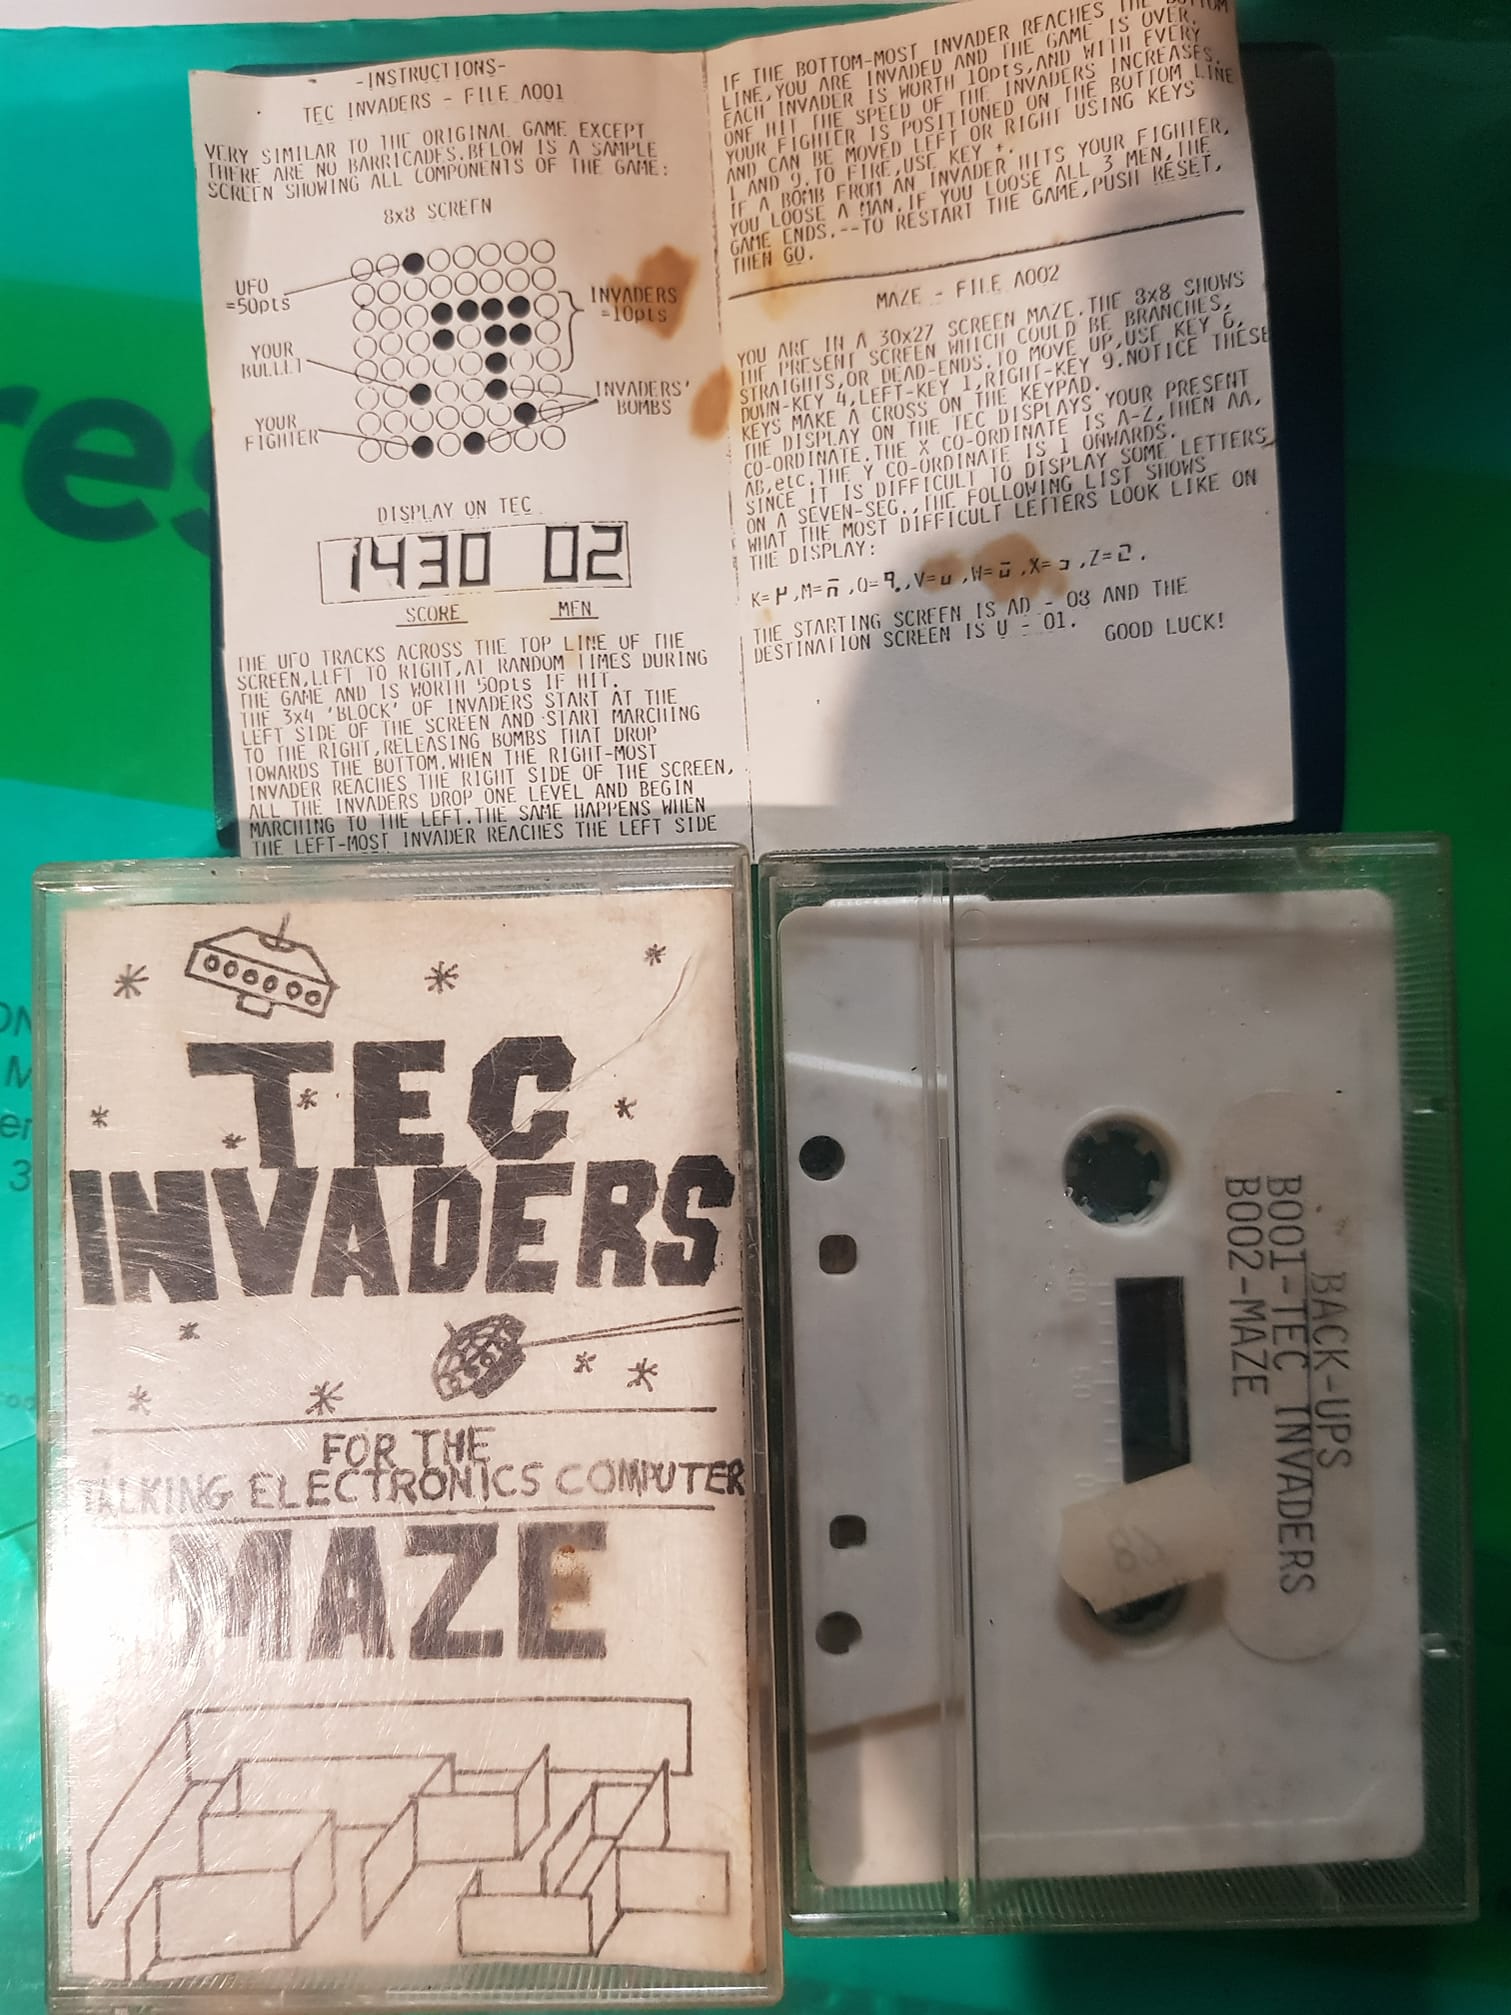 -INSTRUCTIONS-
TEC INVADERS - FILE A001
VERY SIMILAR TO THE ORIGINAL GAME EXCEPT
THERE ARE NO BARRICADES.BELOW IS A SAMPLE
SCREEN SHOWING ALL COMPONENTS OF THE GAME:
8x8 SCREEN
UFO
=50pts
INVADERS
=10pts
YOUR
BULLET
INVADERS'
BOMBS
YOUR
FIGHTER
DISPLAY ON TEC
1430 02
SCORE MEN
THE UFO TRACKS ACROSS THE TOP LINE OF THE
SCREEN,LEFT TO RIGHT,AT RANDOM TIMES DURING
THE GAME AND IS WORTH 50pts IF HIT.
THE 3x4 'BLOCK' OF INVADERS START AT THE
LEFT SIDE OF THE SCREEN AND START MARCHING
TO THE RIGHT,RELEASING BOMBS THAT DROP
TOWARDS THE BOTTOM.WHEN THE RIGHT-MOST
INVADER REACHES THE RIGHT SIDE OF THE SCREEN,
ALL THE INVADERS DROP ONE LEVEL AND BEGIN
MARCHING TO THE LEFT.THE SAME HAPPENS WHEN
THE LEFT-MOST INVADER REACHES THE LEFT SIDE
IF THE BOTTOM-MOST INVADER REACHES THE BOTTOM
LINE,YOU ARE INVADED AND THE GAME IS OVER.
EACH INVADER IS WORTH 10pts,AND WITH EVERY
ONE HIT THE SPEED OF THE INVADERS INCREASES.
YOUR FIGHTER IS POSITIONED ON THE BOTTOM LINE
AND CAN BE MOVED LEFT OR RIGHT USING KEYS
1 AND 9.TO FIRE,USE KEY +.
IF A BOMB FROM AN INVADER HITS YOUR FIGHTER,
YOU LOOSE A MAN.IF YOU LOOSE ALL 3 MEN,THE
GAME ENDS.--TO RESTART THE GAME,PUSH RESET,
THEN GO.
MAZE - FILE A002
YOU ARE IN A 30x27 SCREEN MAZE.THE 8x8 SHOWS
THE PRESENT SCREEN WHICH COULD BE BRANCHES,
STRAIGHTS,OR DEAD-ENDS.TO MOVE UP,USE KEY 6,
DOWN-KEY 4,LEFT-KEY 1,RIGHT-KEY 9.NOTICE THESE
KEYS MAKE A CROSS ON THE KEYPAD.
THE DISPLAY ON THE TEC DISPLAYS YOUR PRESENT
CO-ORDINATE.THE X CO-ORDINATE IS A-Z,THEN AA,
AB,etc.THE Y CO-ORDINATE IS 1 ONWARDS.
SINCE IT IS DIFFICULT TO DISPLAY SOME LETTERS
ON A SEVEN-SEG.,THE FOLLOWING LIST SHOWS
WHAT THE MOST DIFFICULT LETTERS LOOK LIKE ON
THE DISPLAY:
K= ,M= ,Q= ,V= ,W= ,X= ,Z= .
THE STARTING SCREEN IS AD - 08 AND THE
DESTINATION SCREEN IS U - 01.
GOOD LUCK!
TEC
INVADERS
FOR THE
TALKING ELECTRONICS COMPUTER
MAZE
BACK-UPS
B001-TEC INVADERS
B002-MAZE